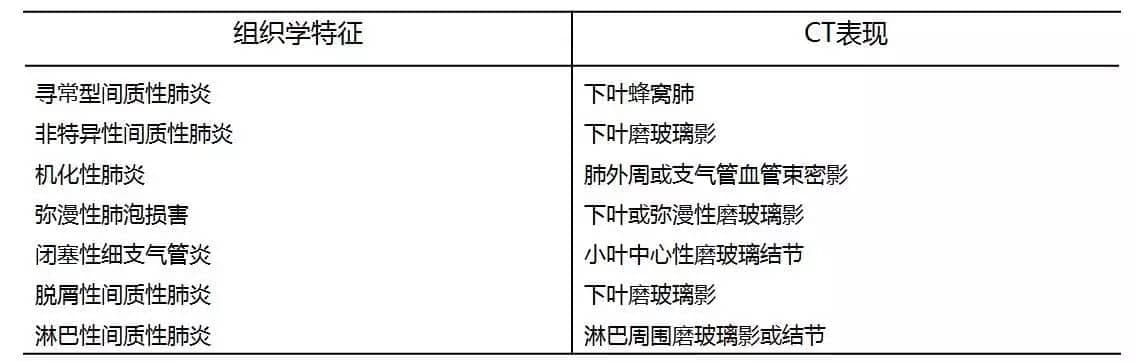 组织学特征 CT表现
寻常型间质性肺炎 下叶蜂窝肺
非特异性间质性肺炎 下叶磨玻璃影
机化性肺炎 肺外周或支气管血管束密影
弥漫性肺泡损害 下叶或弥漫性磨玻璃影
闭塞性细支气管炎 小叶中心性磨玻璃结节
脱屑性间质性肺炎 下叶磨玻璃影
淋巴性间质性肺炎 淋巴周围磨玻璃影或结节